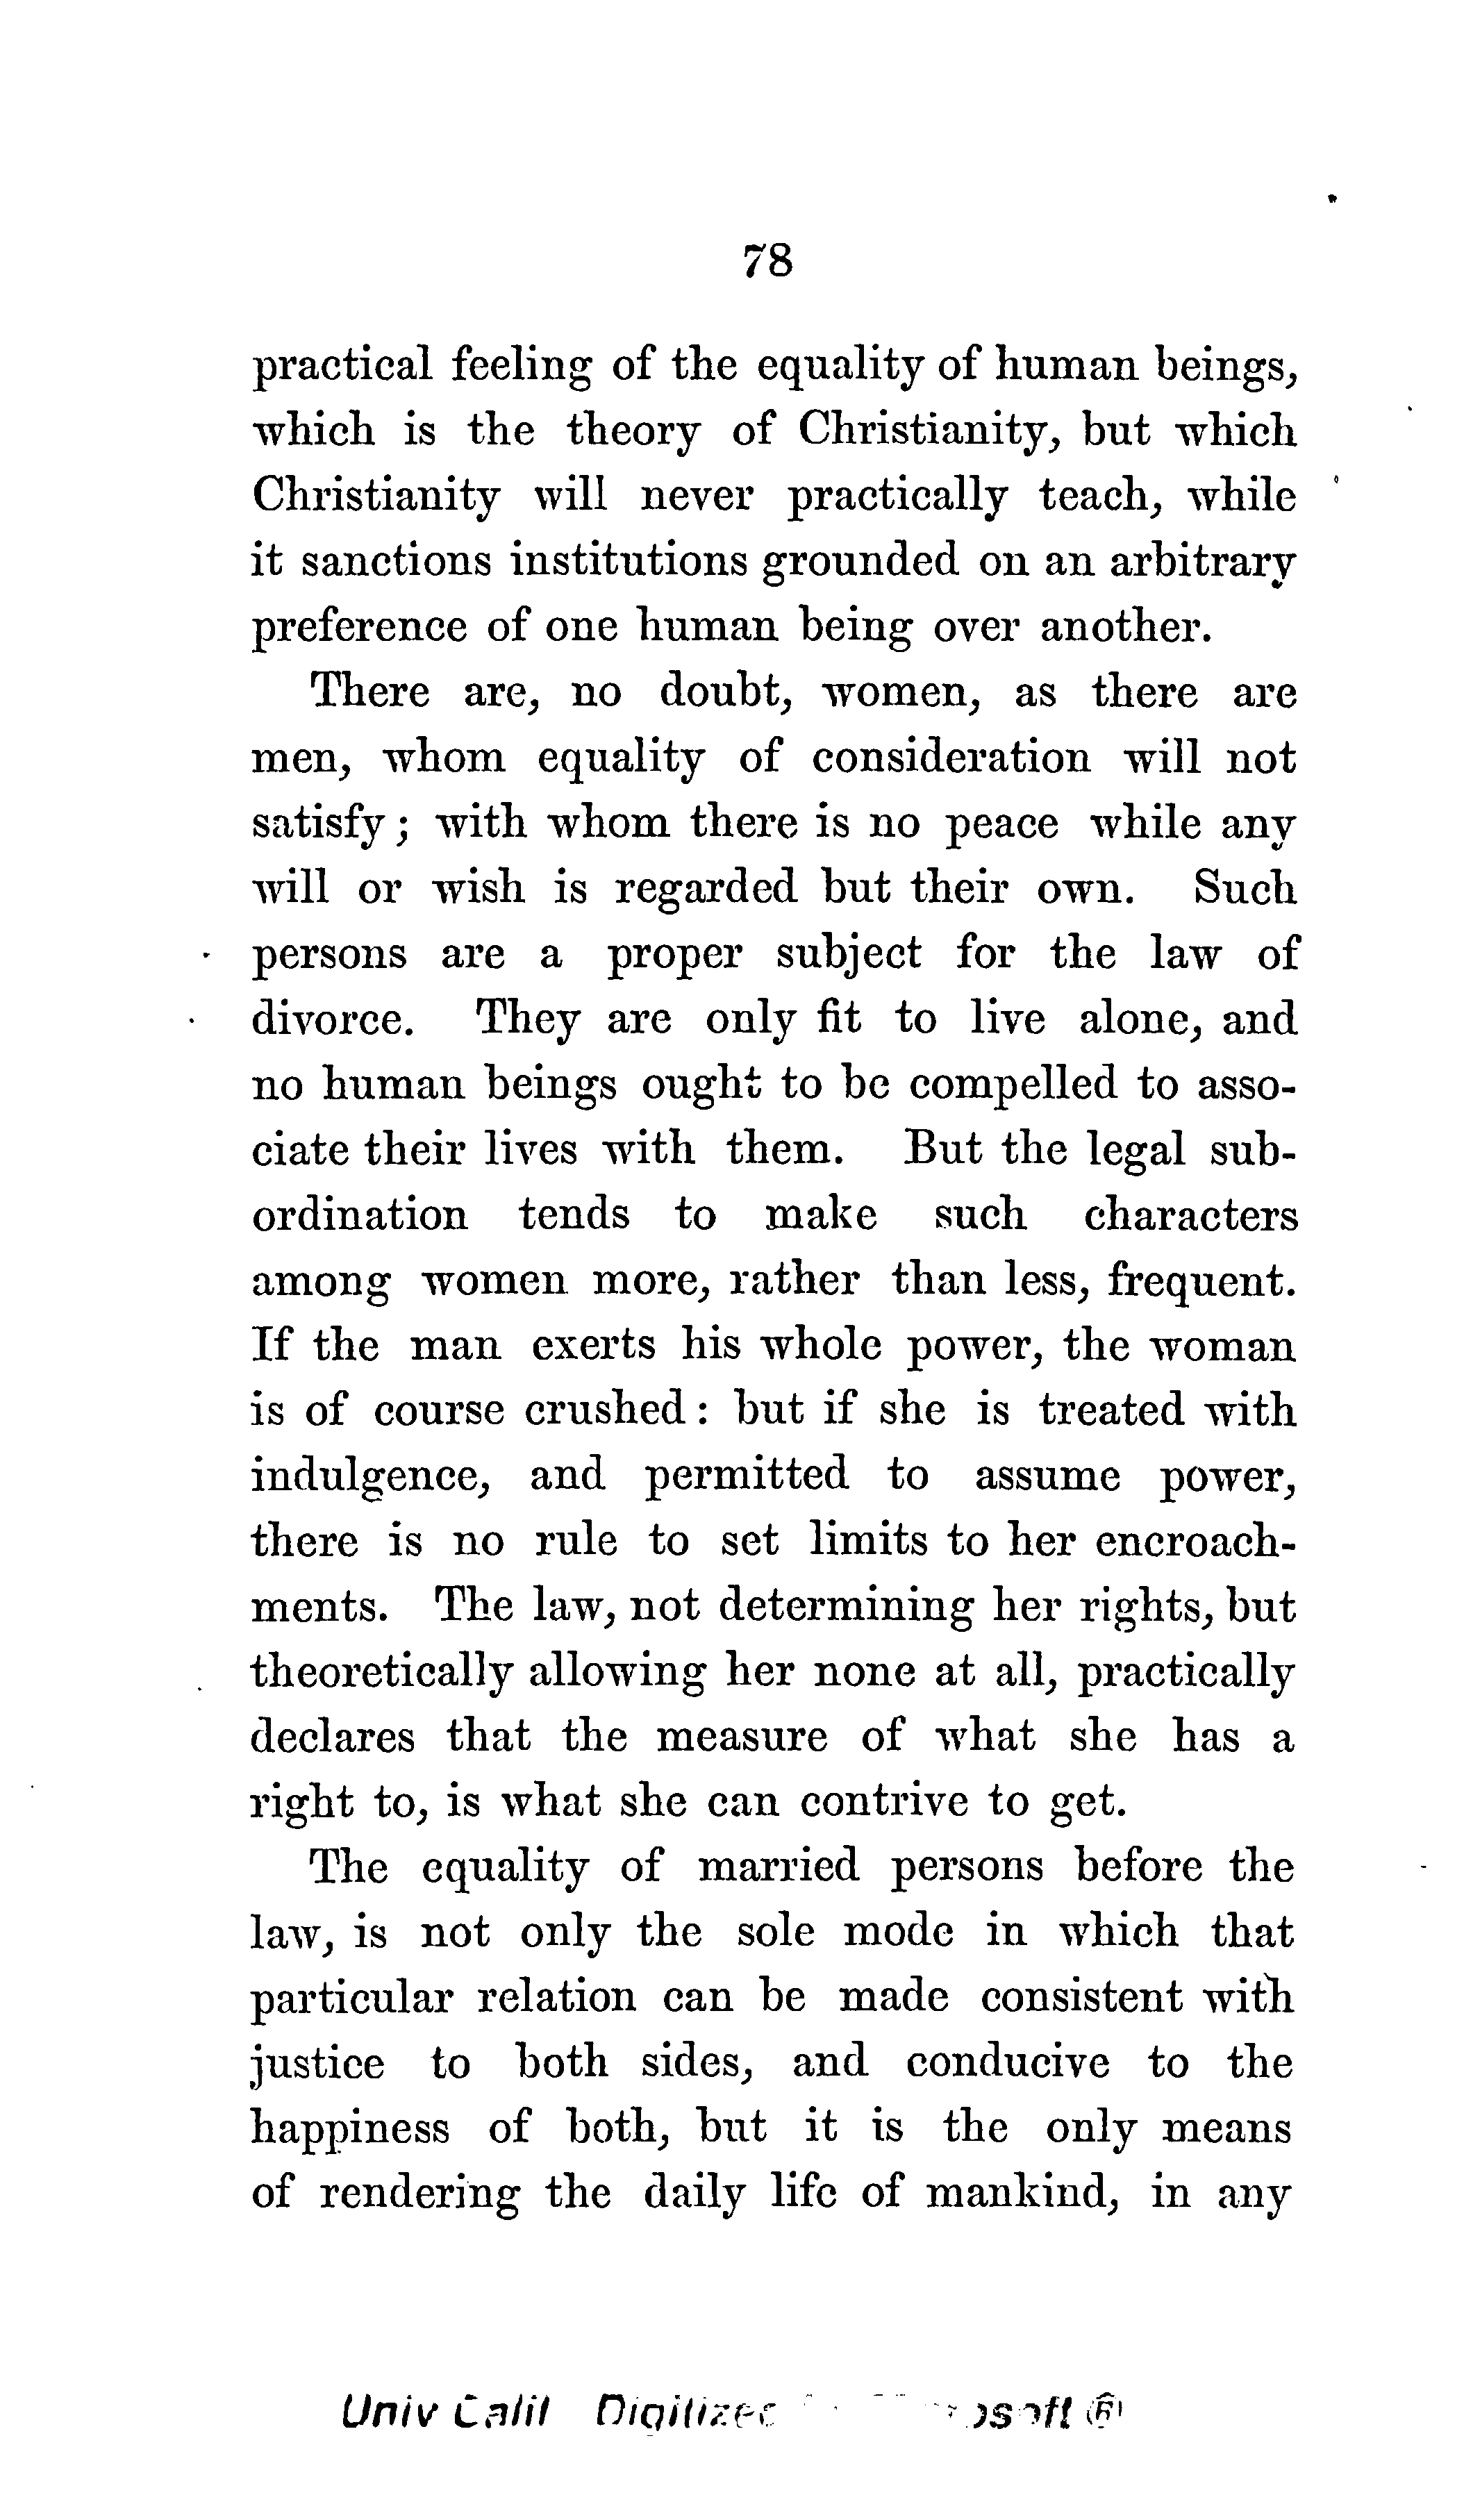 78
practical feeling of the equality of human beings,
which is the theory of Christianity, but which
Christianity will never practically teach, while
it sanctions institutions grounded on an arbitrary
preference of one human being over another.
There are, no doubt, women, as there are
men, whom equality of consideration will not
satisfy; with whom there is no peace while any
will or wish is regarded but their own. Such
persons are a proper subject for the law of
divorce. They are only fit to live alone, and
no human beings ought to be compelled to asso-
ciate their lives with them. But the legal sub-
ordination tends to make such characters
among women more, rather than less, frequent.
If the man exerts his whole power, the woman
is of course crushed: but if she is treated with
indulgence, and permitted to assume power,
there is no rule to set limits to her encroach-
ments. The law, not determining her rights, but
theoretically allowing her none at all, practically
declares that the measure of what she has a
right to, is what she can contrive to get.
The equality of married persons before the
law, is not only the sole mode in which that
particular relation can be made consistent with
justice to both sides, and conducive to the
happiness of both, but it is the only means
of rendering the daily life of mankind, in any
Univ Calif